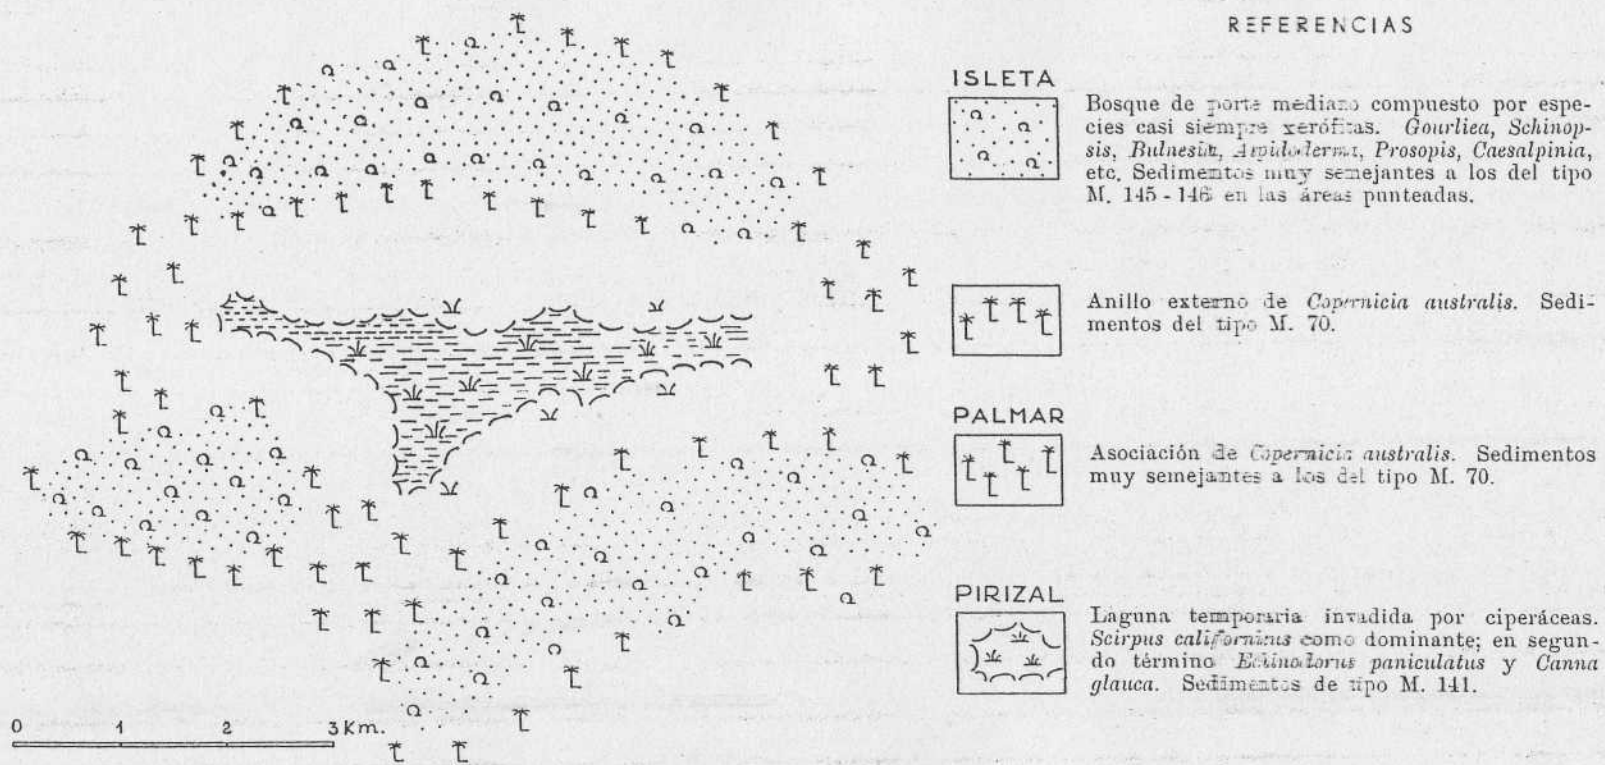 REFERENCIAS
ISLETA
Bosque de porte mediano compuesto por espe-
cies casi siempre xerófitas. Gourliea, Schinop-
sis, Bulnesia, Prosopis, Caesalpinia,
etc. Sedimentos muy semejantes a los del tipo
M. 145 - 146 en las áreas punteadas.
Anillo externo de Copernicia australis. Sedi-
mentos del tipo M. 70.
PALMAR
Asociación de Copernicia australis. Sedimentos
muy semejantes a los del tipo M. 70.
PIRIZAL
Laguna temporaria invadida por ciperáceas.
Scirpus californicus como dominante; en segun-
do término Echinodorus paniculatus y Canna
glauca. Sedimentos de tipo M. 141.
0 1 2 3 Km.